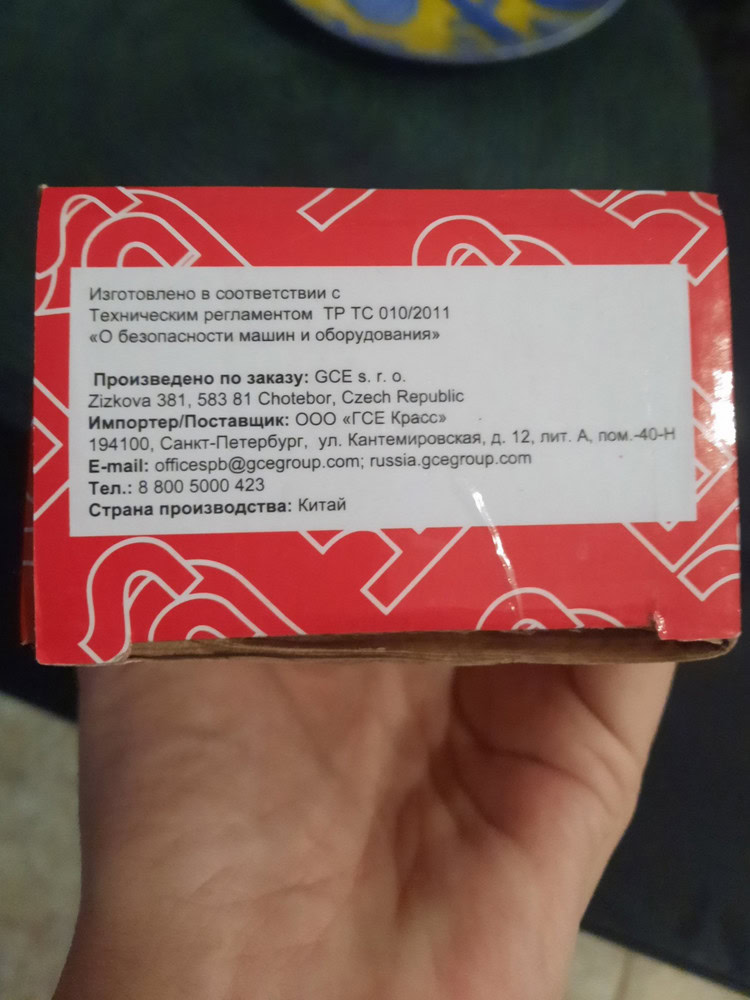 Изготовлено в соответствии с
Техническим регламентом ТР ТС 010/2011
«О безопасности машин и оборудования»
Произведено по заказу: GCE s. r. o.
Zizkova 381, 583 81 Chotebor, Czech Republic
Импортер/Поставщик: ООО «ГСЕ Красс»
194100, Санкт-Петербург, ул. Кантемировская, д. 12, лит. А, пом.-40-Н
E-mail: officespb@gcegroup.com; russia.gcegroup.com
Тел.: 8 800 5000 423
Страна производства: Китай